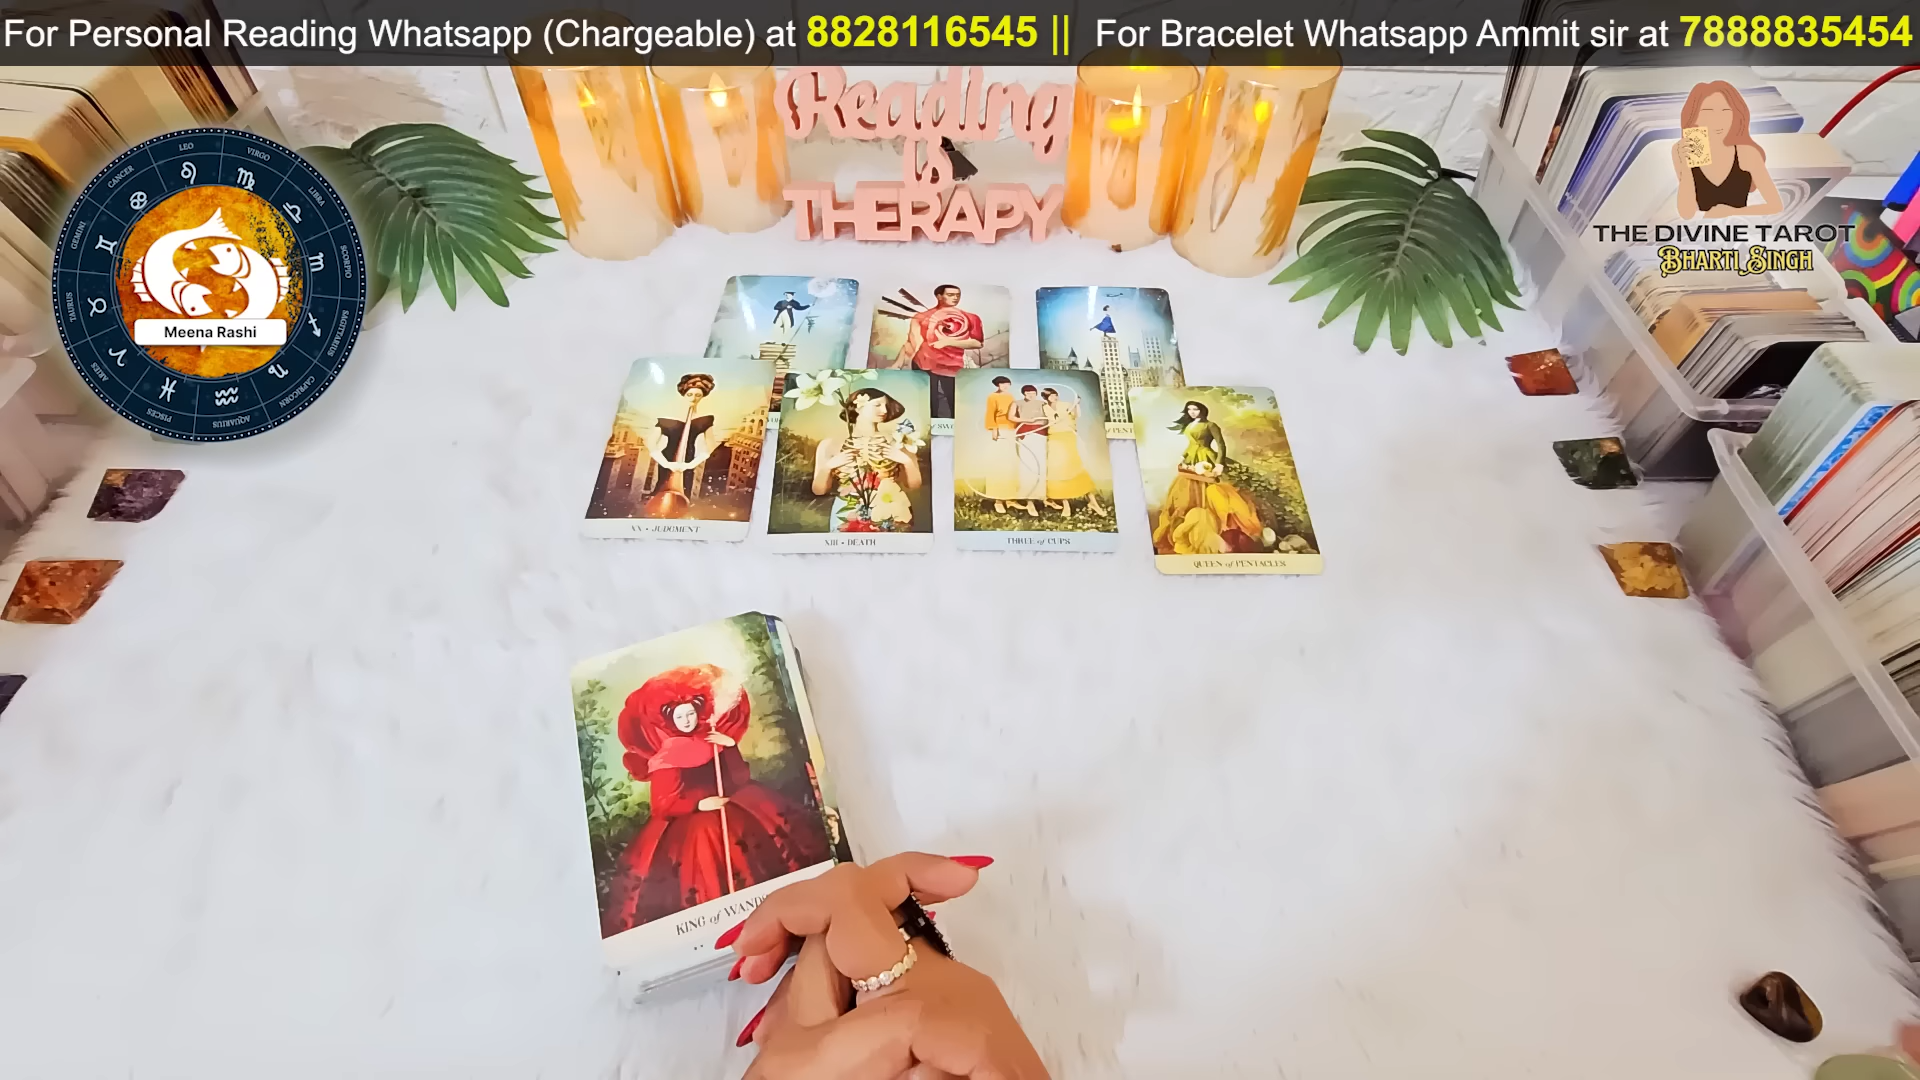 For Personal Reading Whatsapp (Chargeable) at 8828116545 || For Bracelet Whatsapp Ammit sir at 7888835454
Reading
is
THERAPY
THE DIVINE TAROT
BHARTI SINGH
LEO
VIRGO
LIBRA
SCORPIO
SAGITTARIUS
CAPRICORN
AQUARIUS
PISCES
ARIES
TAURUS
GEMINI
CANCER
Meena Rashi
XX • JUDGMENT
XIII • DEATH
THREE of CUPS
QUEEN of PENTACLES
KING of WANDS